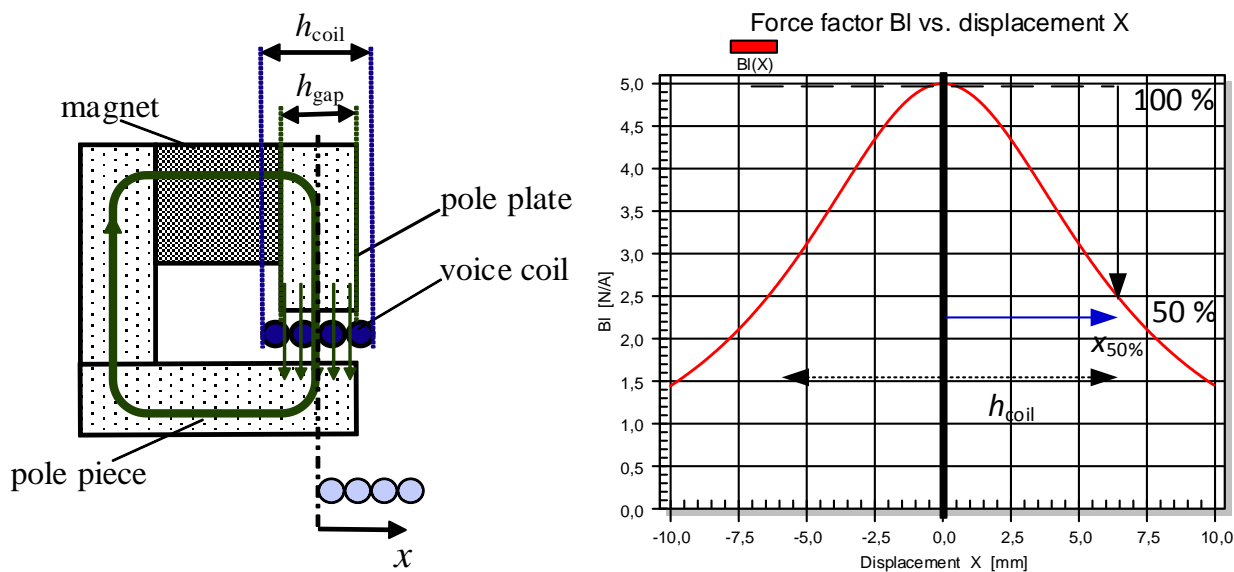 h_coil
h_gap
magnet
pole plate
voice coil
pole piece
x
Force factor Bl vs. displacement X
Bl(X)
5,0
4,5
4,0
3,5
3,0
2,5
2,0
1,5
1,0
0,5
0,0
Bl [N/A]
100 %
50 %
x_50%
h_coil
-10,0 -7,5 -5,0 -2,5 0,0 2,5 5,0 7,5 10,0
Displacement X [mm]